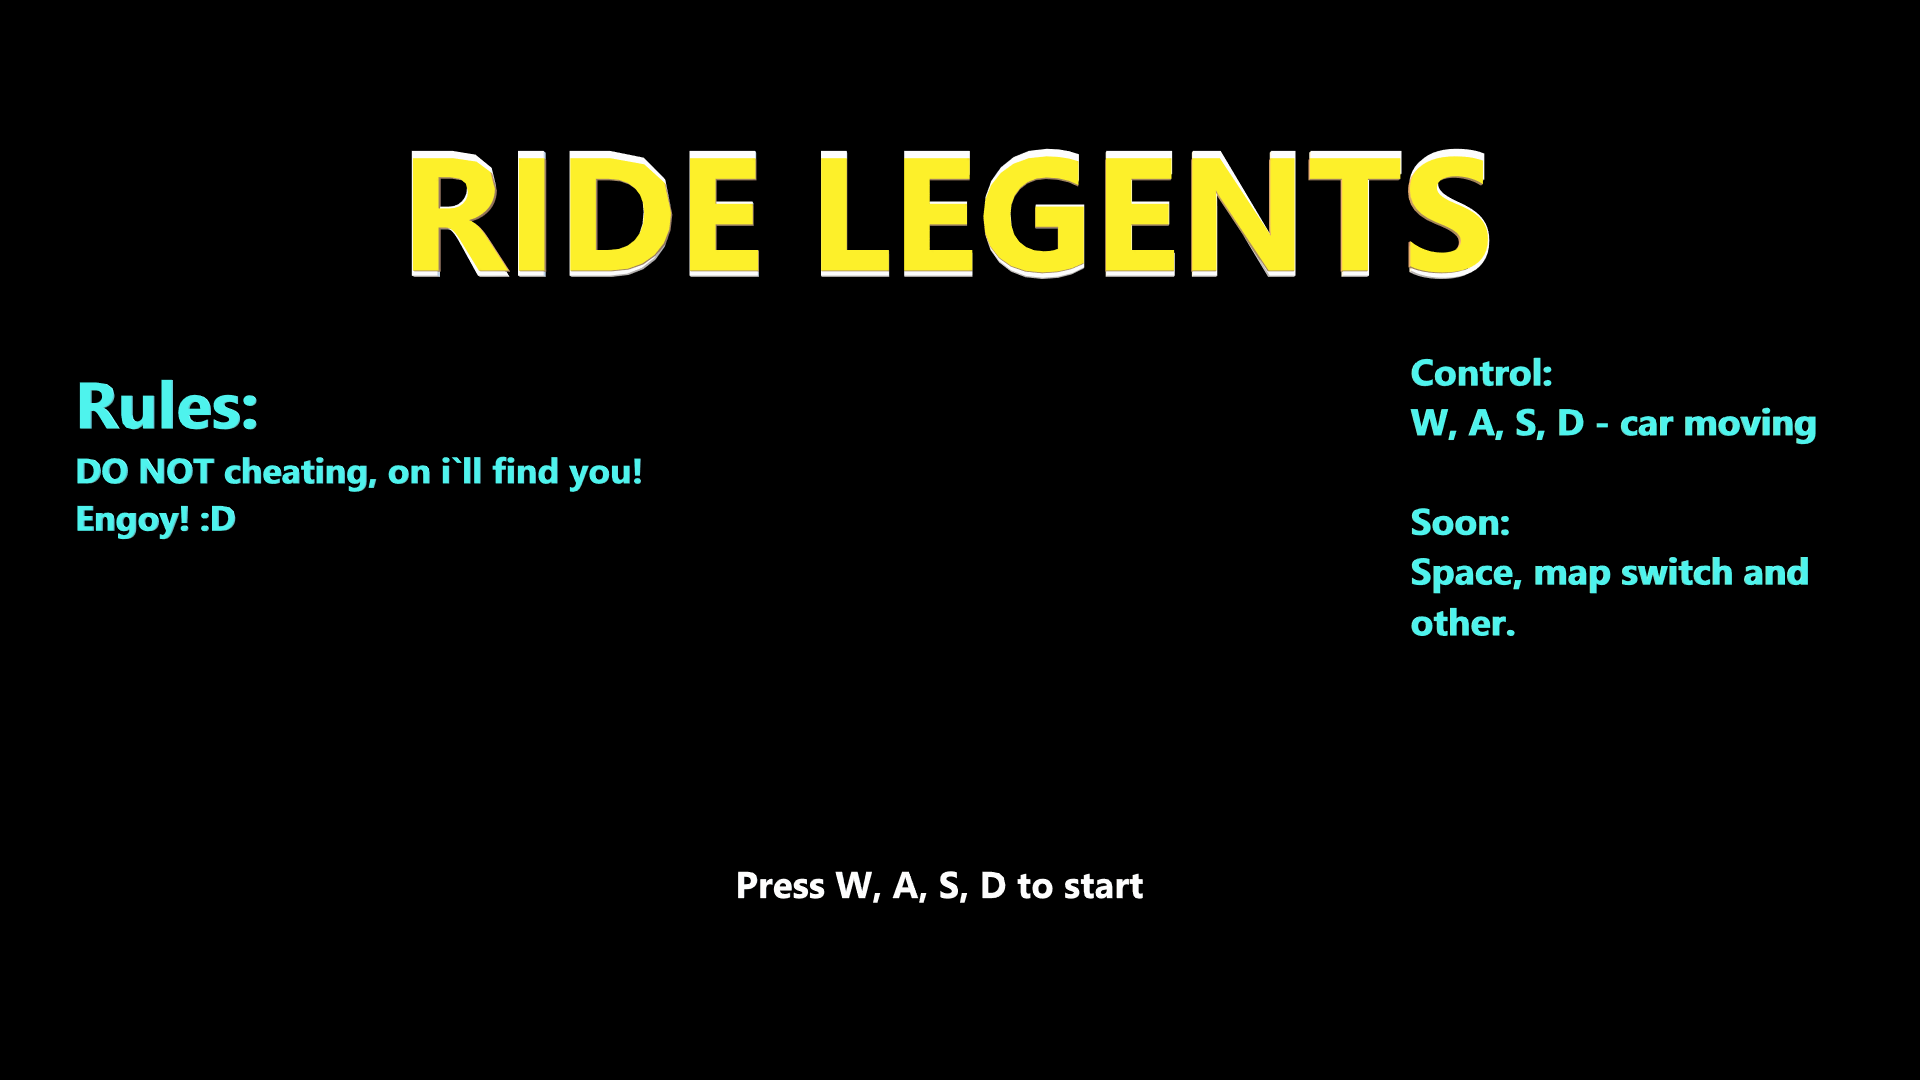 RIDE LEGENTS
Rules:
DO NOT cheating, on i`ll find you!
Engoy! :D
Control:
W, A, S, D - car moving
Soon:
Space, map switch and
other.
Press W, A, S, D to start